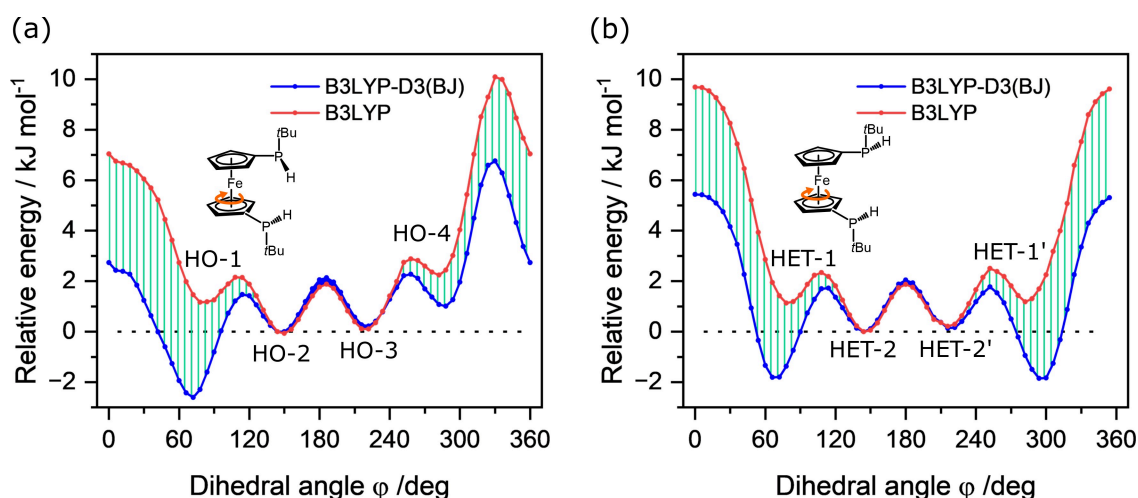 (a)
Relative energy / kJ mol⁻¹
10
8
6
4
2
0
−2
B3LYP-D3(BJ)
B3LYP
tBu
P
H
Fe
P
H
tBu
HO-1
HO-2
HO-3
HO-4
0 60 120 180 240 300 360
Dihedral angle φ /deg
(b)
Relative energy / kJ mol⁻¹
10
8
6
4
2
0
−2
B3LYP-D3(BJ)
B3LYP
tBu
P
H
Fe
P
H
tBu
HET-1
HET-2
HET-2'
HET-1'
0 60 120 180 240 300 360
Dihedral angle φ /deg